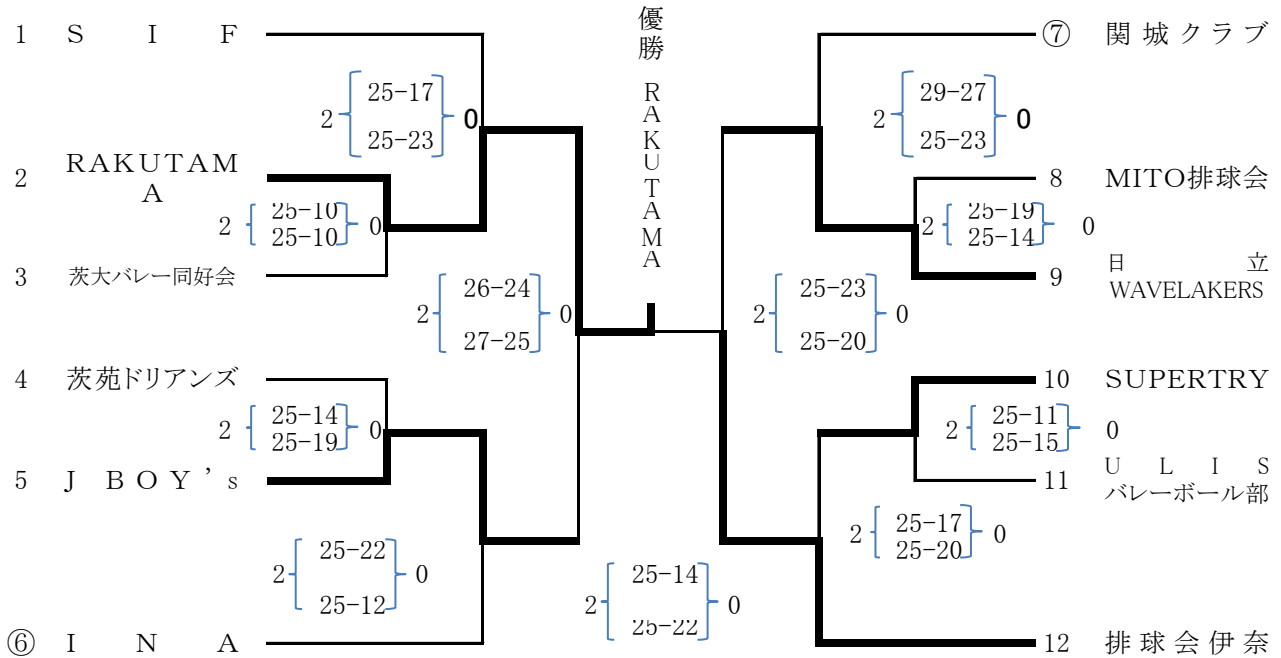 優勝 RAKUTAMA
1 SIF
2
25-17
25-23
0
2 RAKUTAM
A
2
25-10
25-10
0
3 茨大バレー同好会
2
26-24
27-25
0
4 茨苑ドリアンズ
2
25-14
25-19
0
5 J BOY's
2
25-22
25-12
0
⑥ INA
2
25-14
25-22
0
⑦ 関城クラブ
2
29-27
25-23
0
8 MITO排球会
2
25-19
25-14
0
9 日立
WAVELAKERS
2
25-23
25-20
0
10 SUPERTRY
2
25-11
25-15
0
11 ULIS
バレーボール部
2
25-17
25-20
0
12 排球会伊奈